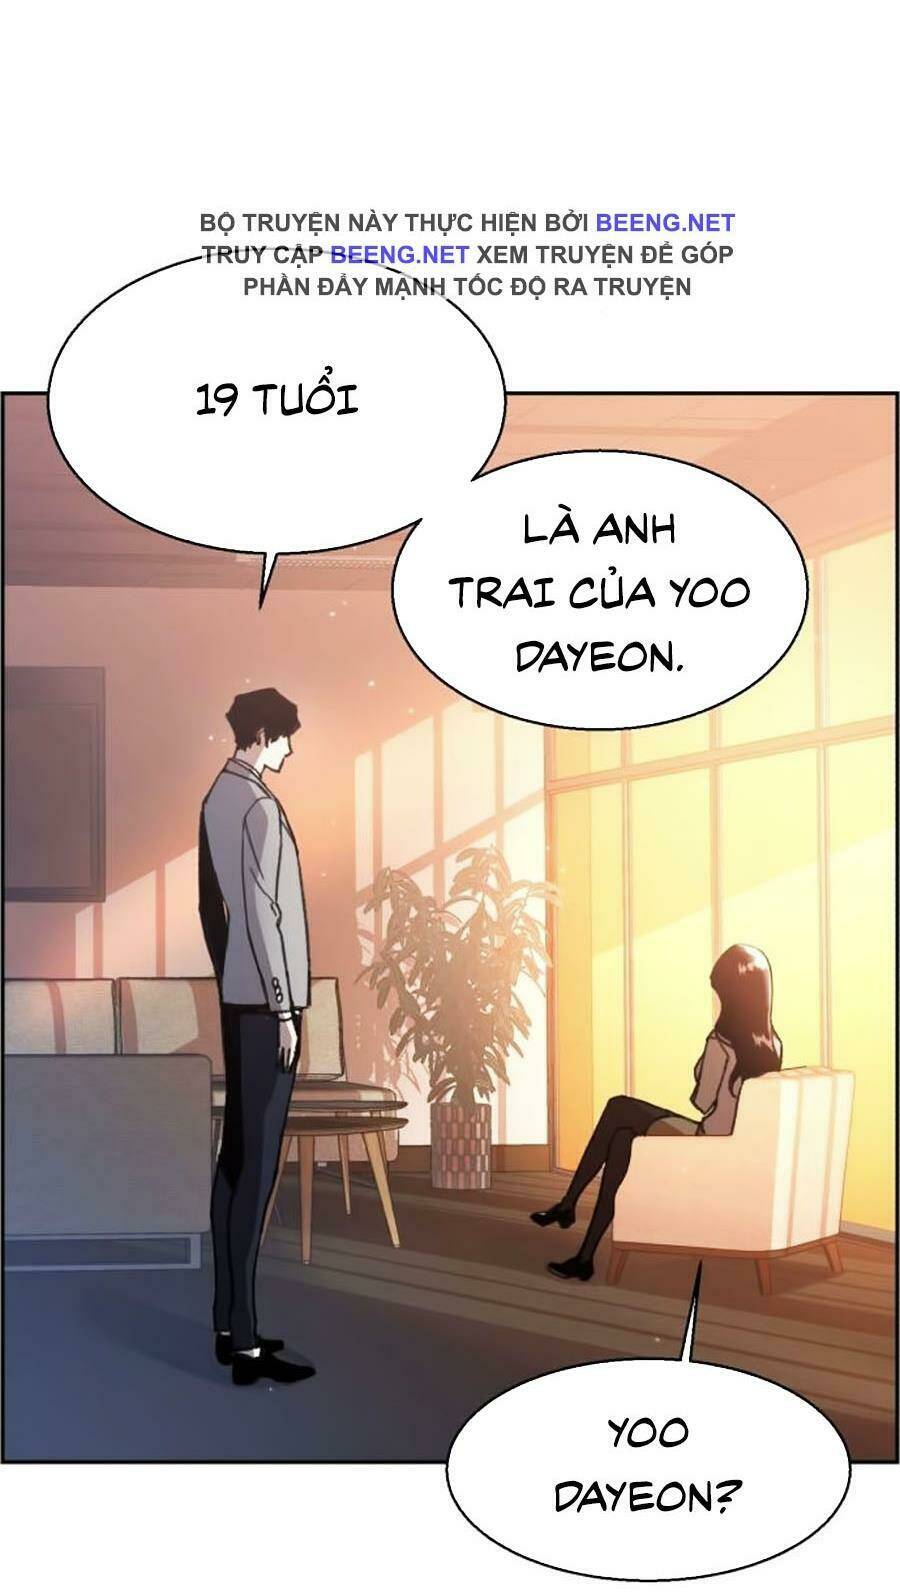 BỘ TRUYỆN NÀY THỰC HIỆN BỞI BEENG.NET
TRUY CẬP BEENG.NET XEM TRUYỆN ĐỂ GÓP
PHẦN ĐẨY MẠNH TỐC ĐỘ RA TRUYỆN
19 TUỔI
LÀ ANH
TRAI CỦA YOO
DAYEON.
YOO
DAYEON?